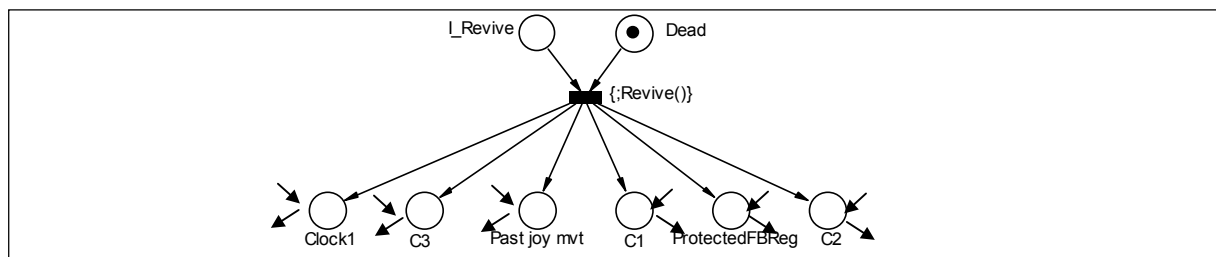 I_Revive
Dead
{;Revive()}
Clock1
C3
Past joy mvt
C1
ProtectedFBReg
C2